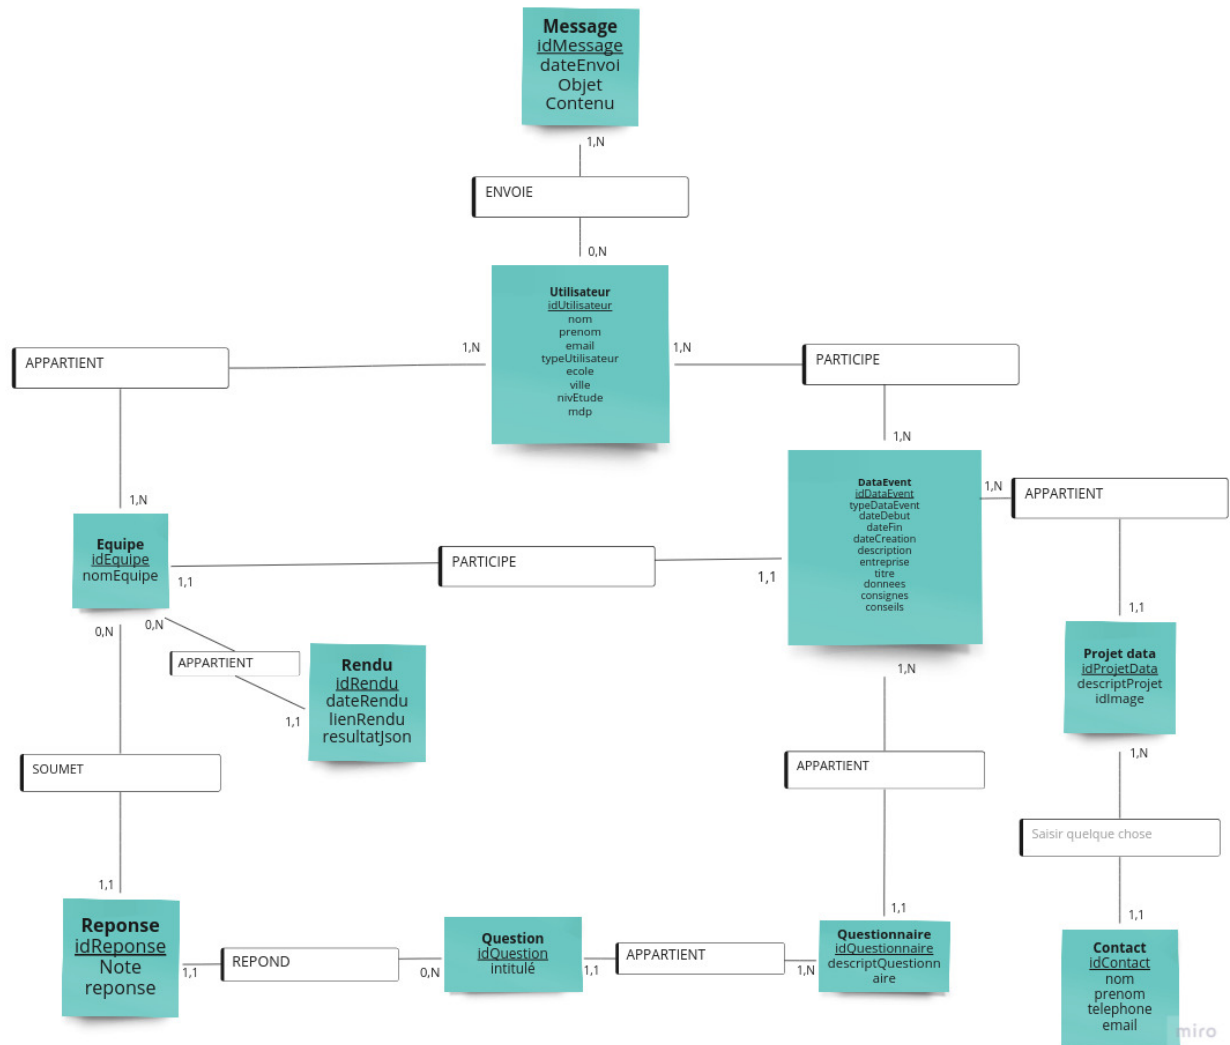 Message
idMessage
dateEnvoi
Objet
Contenu
1,N
ENVOIE
0,N
Utilisateur
idUtilisateur
nom
prenom
email
typeUtilisateur
ecole
ville
nivEtude
mdp
1,N
1,N
APPARTIENT
PARTICIPE
1,N
1,N
DataEvent
idDataEvent
typeDataEvent
dateDebut
dateFin
dateCreation
description
entreprise
titre
donnees
consignes
conseils
1,N
APPARTIENT
Equipe
idEquipe
nomEquipe
1,1
PARTICIPE
1,1
1,1
0,N
0,N
APPARTIENT
1,1
Rendu
idRendu
dateRendu
lienRendu
resultatJson
Projet data
idProjetData
descriptProjet
idImage
1,N
1,N
SOUMET
APPARTIENT
Saisir quelque chose
1,1
1,1
1,1
Reponse
idReponse
Note
reponse
1,1
REPOND
0,N
Question
idQuestion
intitulé
1,1
APPARTIENT
1,N
Questionnaire
idQuestionnaire
descriptQuestionn
aire
Contact
idContact
nom
prenom
telephone
email
miro